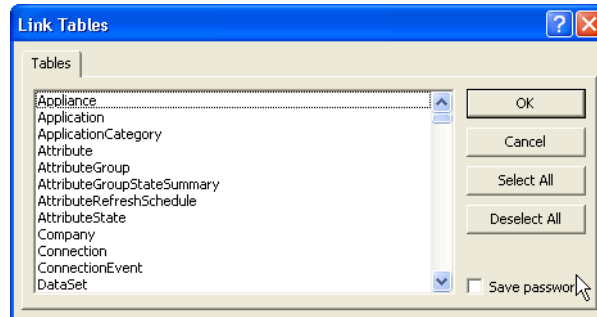 Link Tables
Tables
Appliance
Application
ApplicationCategory
Attribute
AttributeGroup
AttributeGroupStateSummary
AttributeRefreshSchedule
AttributeState
Company
Connection
ConnectionEvent
DataSet
OK
Cancel
Select All
Deselect All
Save passwor